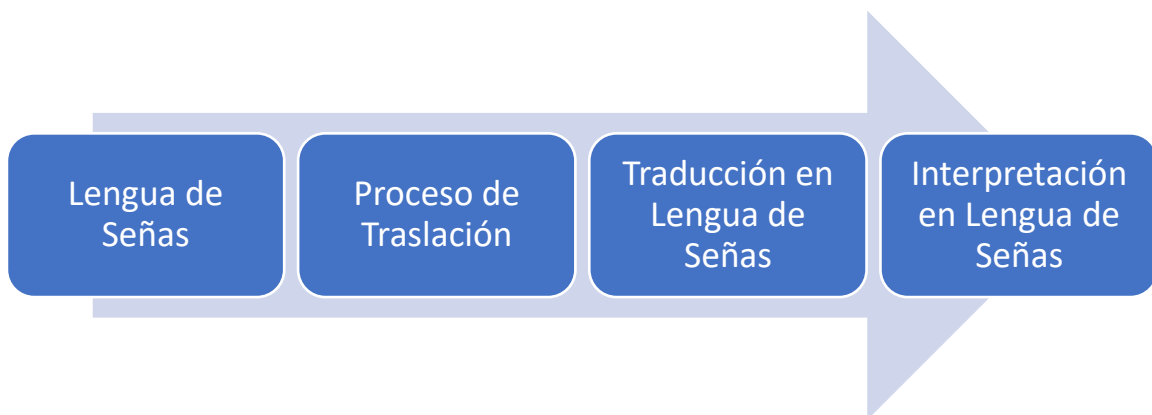 Lengua de
Señas
Proceso de
Traslación
Traducción en
Lengua de
Señas
Interpretación
en Lengua de
Señas